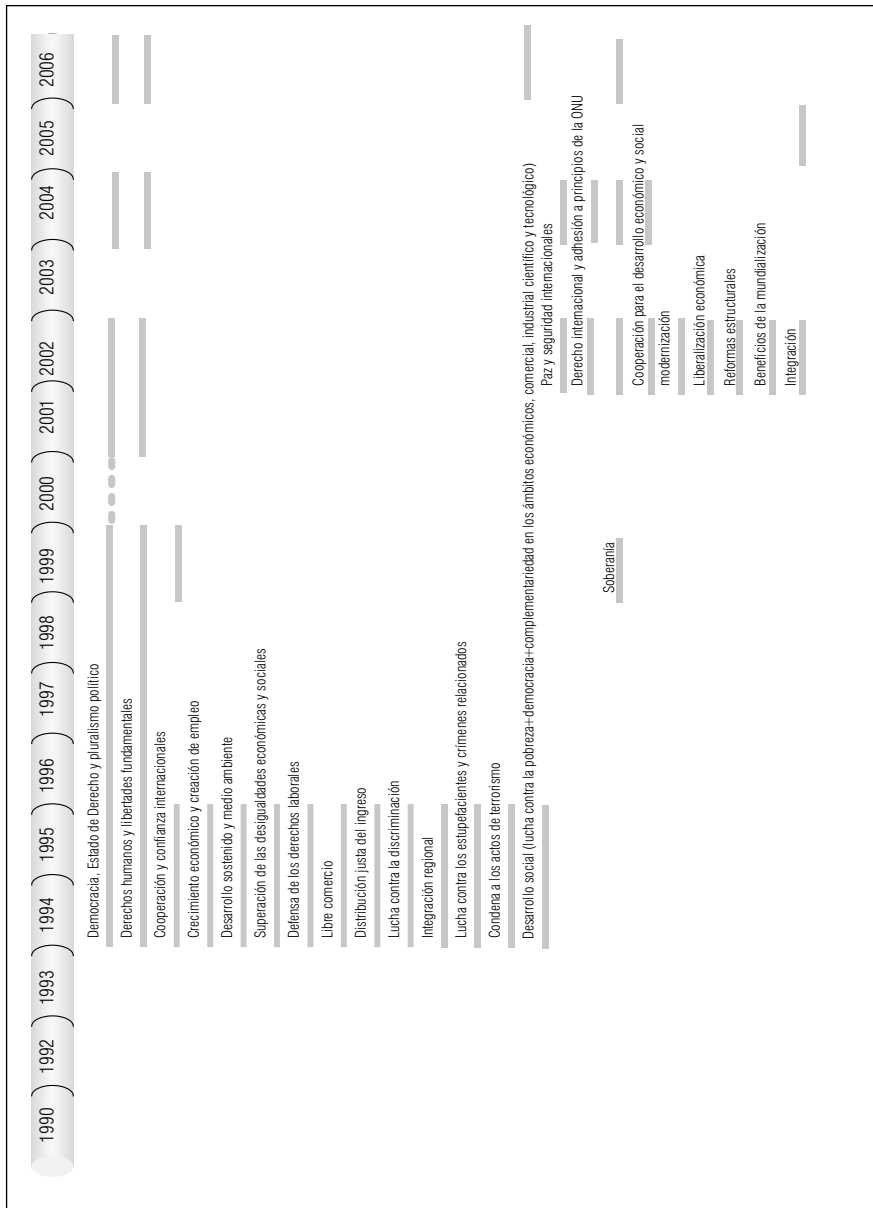 1990 1992 1993 1994 1995 1996 1997 1998 1999 2000 2001 2002 2003 2004 2005 2006
Democracia, Estado de Derecho y pluralismo político
Derechos humanos y libertades fundamentales
Cooperación y confianza internacionales
Crecimiento económico y creación de empleo
Desarrollo sostenido y medio ambiente
Superación de las desigualdades económicas y sociales
Defensa de los derechos laborales
Libre comercio
Distribución justa del ingreso
Lucha contra la discriminación
Integración regional
Lucha contra los estupefacientes y crímenes relacionados
Condena a los actos de terrorismo
Desarrollo social (lucha contra la pobreza+democracia+complementariedad en los ámbitos económicos, comercial, industrial científico y tecnológico)
Paz y seguridad internacionales
Derecho internacional y adhesión a principios de la ONU
Soberanía
Cooperación para el desarrollo económico y social
modernización
Liberalización económica
Reformas estructurales
Beneficios de la mundialización
Integración